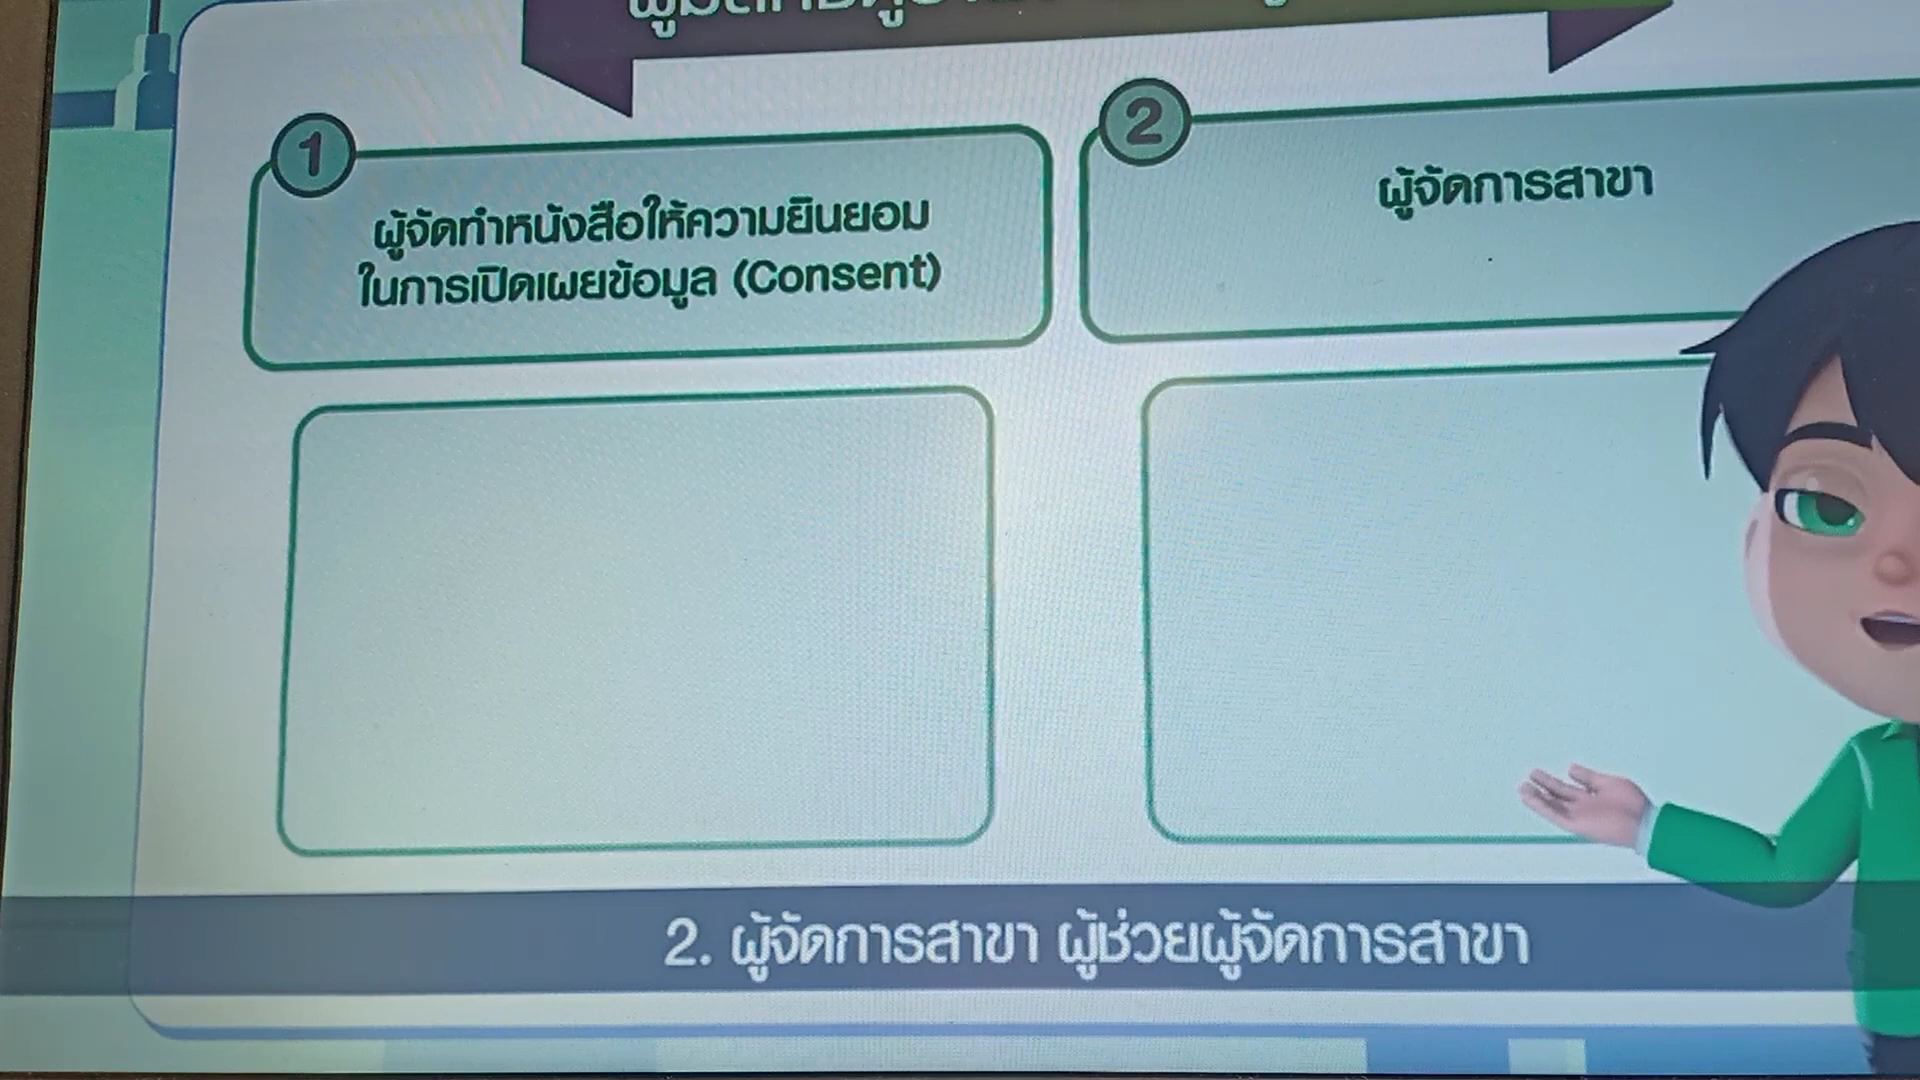 1
ผู้จัดทำหนังสือให้ความยินยอม
ในการเปิดเผยข้อมูล (Consent)
2
ผู้จัดการสาขา
2. ผู้จัดการสาขา ผู้ช่วยผู้จัดการสาขา